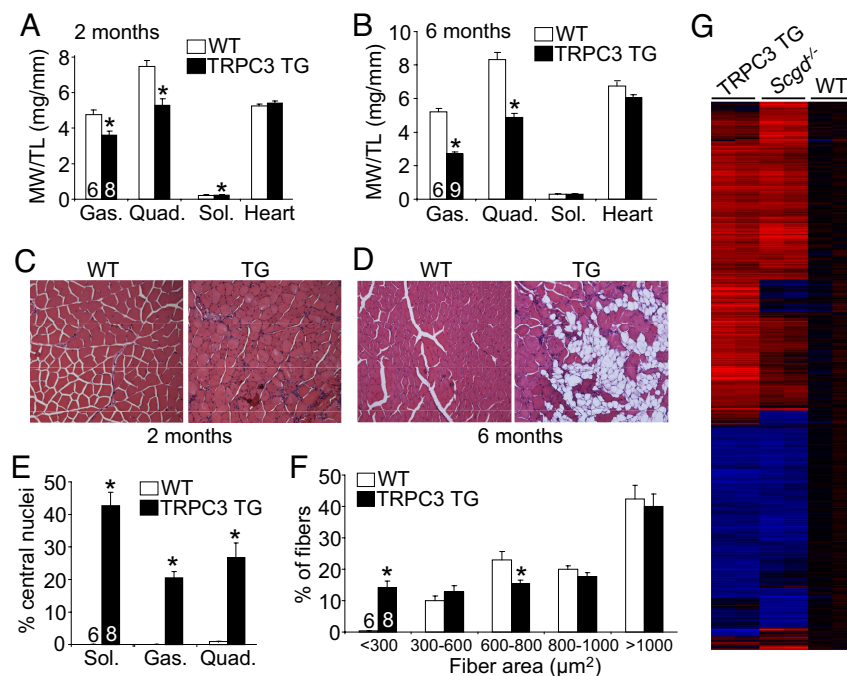 A
2 months
WT
TRPC3 TG
MW/TL (mg/mm)
8
6
4
2
0
*
*
*
6 8
Gas. Quad. Sol. Heart
B
6 months
WT
TRPC3 TG
MW/TL (mg/mm)
10
8
6
4
2
0
*
*
6 9
Gas. Quad. Sol. Heart
G
TRPC3 TG
Scgd-/-
WT
C
WT TG
2 months
D
WT TG
6 months
E
WT
TRPC3 TG
% central nuclei
50
40
30
20
10
0
*
*
*
6 8
Sol. Gas. Quad.
F
WT
TRPC3 TG
% of fibers
50
40
30
20
10
0
*
*
6 8
<300 300-600 600-800 800-1000 >1000
Fiber area (µm²)